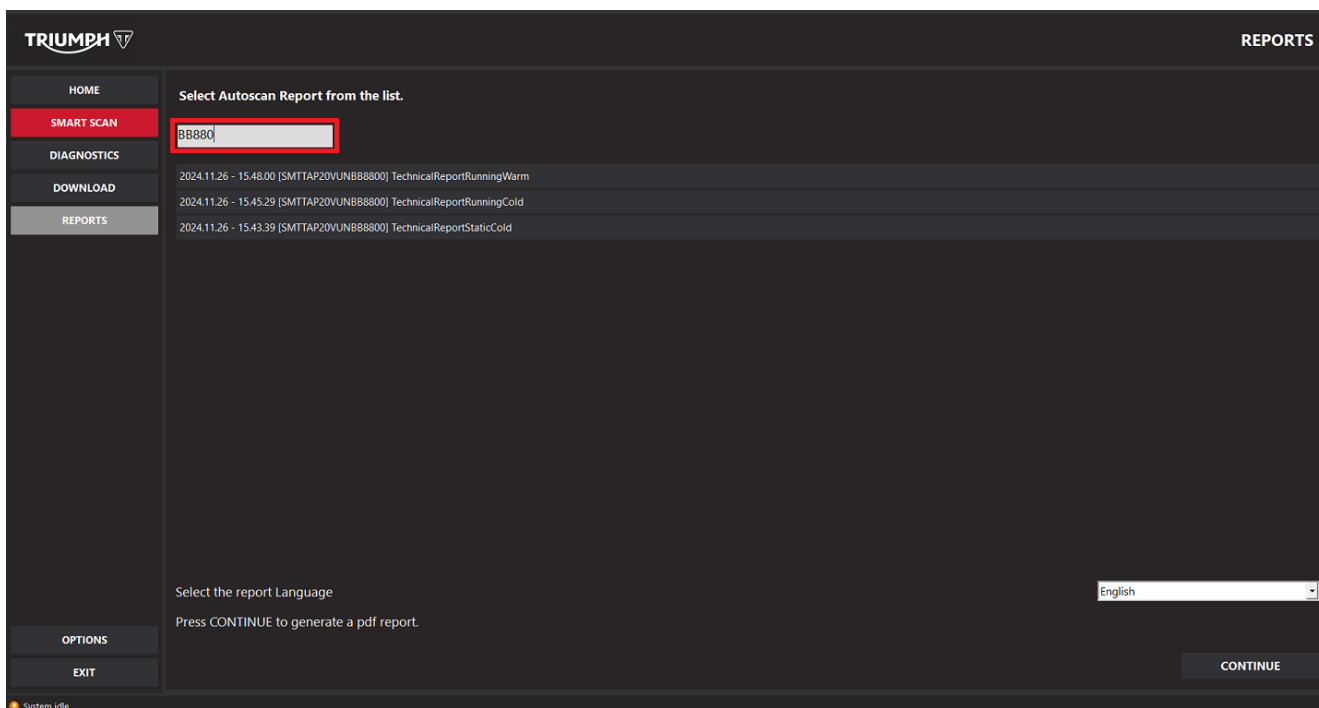 TRIUMPH
REPORTS
HOME
SMART SCAN
DIAGNOSTICS
DOWNLOAD
REPORTS
Select Autoscan Report from the list.
BB880
2024.11.26 - 15.48.00 [SMTTAP20VUNBB8800] TechnicalReportRunningWarm
2024.11.26 - 15.45.29 [SMTTAP20VUNBB8800] TechnicalReportRunningCold
2024.11.26 - 15.43.39 [SMTTAP20VUNBB8800] TechnicalReportStaticCold
Select the report Language
English
Press CONTINUE to generate a pdf report.
OPTIONS
EXIT
CONTINUE
System idle